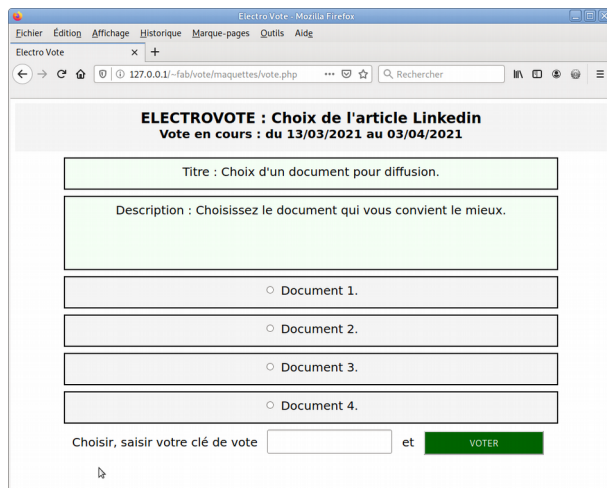 Electro Vote - Mozilla Firefox
Fichier Édition Affichage Historique Marque-pages Outils Aide
Electro Vote × +
127.0.0.1/~fab/vote/maquettes/vote.php ••• Rechercher
ELECTROVOTE : Choix de l'article Linkedin
Vote en cours : du 13/03/2021 au 03/04/2021
Titre : Choix d'un document pour diffusion.
Description : Choisissez le document qui vous convient le mieux.
Document 1.
Document 2.
Document 3.
Document 4.
Choisir, saisir votre clé de vote et VOTER